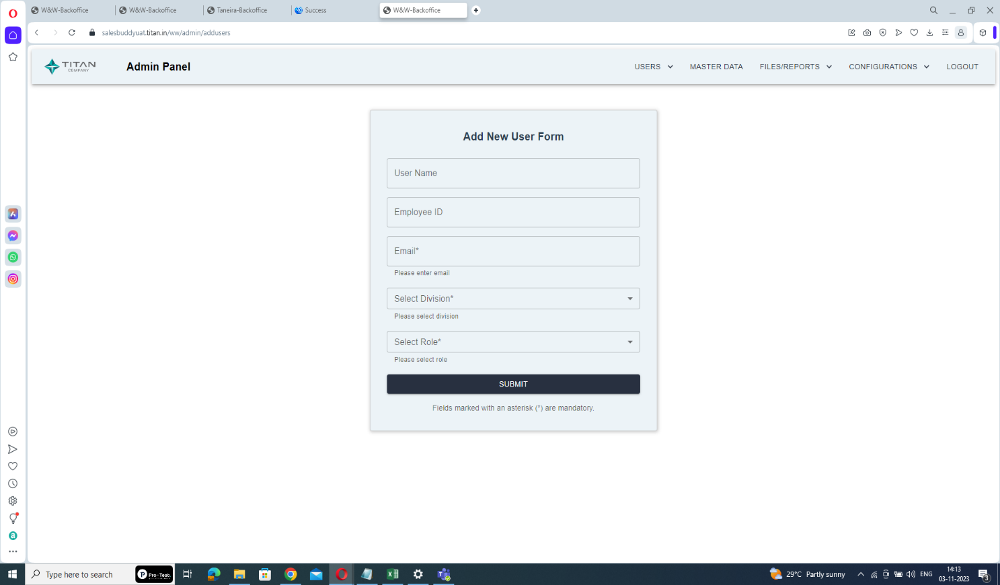 W&W-Backoffice
W&W-Backoffice
Taneira-Backoffice
Success
W&W-Backoffice
salesbuddyuat.titan.in/ww/admin/addusers
TITAN
COMPANY
Admin Panel
USERS
MASTER DATA
FILES/REPORTS
CONFIGURATIONS
LOGOUT
Add New User Form
User Name
Employee ID
Email*
Please enter email
Select Division*
Please select division
Select Role*
Please select role
SUBMIT
Fields marked with an asterisk (*) are mandatory.
Type here to search
Pro-Test.
29°C Partly sunny
ENG
14:13
03-11-2023
3